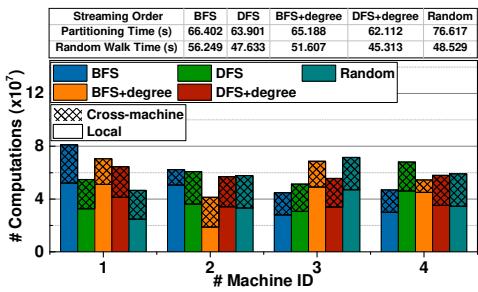 Streaming Order BFS DFS BFS+degree DFS+degree Random
Partitioning Time (s) 66.402 63.901 65.188 62.112 76.617
Random Walk Time (s) 56.249 47.633 51.607 45.313 48.529
# Computations (x10⁷)
BFS DFS Random
BFS+degree DFS+degree
Cross-machine
Local
12
8
4
0
1 2 3 4
# Machine ID